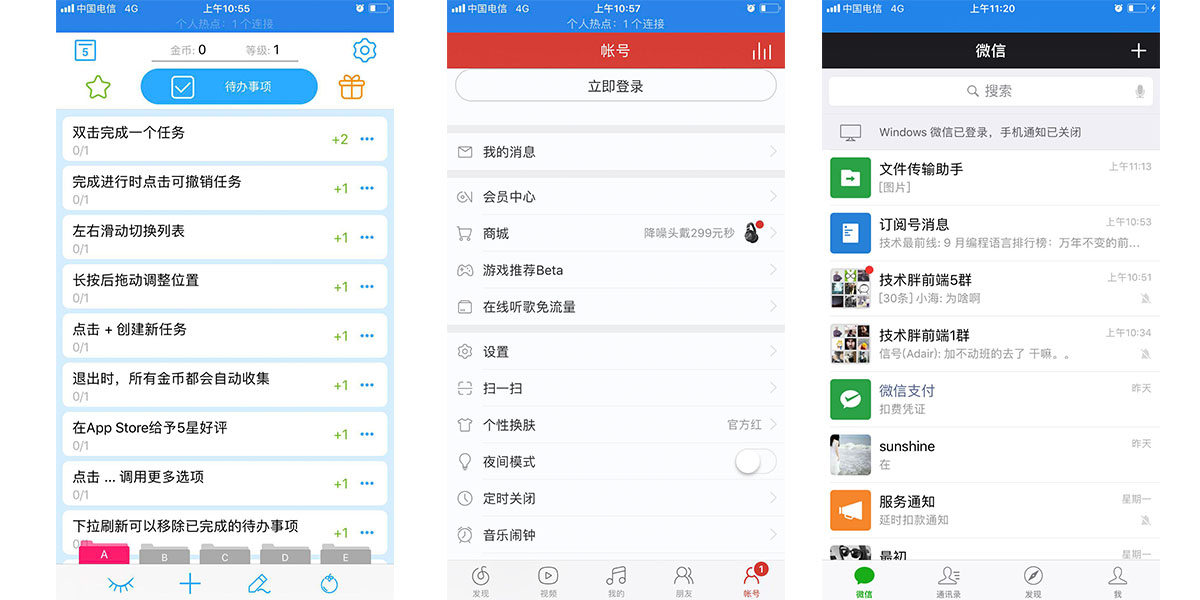 中国电信 4G 上午10:55
个人热点: 1 个连接
5 金币: 0 等级: 1
待办事项
双击完成一个任务
0/1 +2
完成进行时点击可撤销任务
0/1 +1
左右滑动切换列表
0/1 +1
长按后拖动调整位置
0/1 +1
点击 + 创建新任务
0/1 +1
退出时，所有金币都会自动收集
0/1 +1
在App Store给予5星好评
0/1 +1
点击 ... 调用更多选项
0/1 +1
下拉刷新可以移除已完成的待办事项
0/1 +1
A B C D E
中国电信 4G 上午10:57
个人热点: 1 个连接
帐号
立即登录
我的消息
会员中心
商城 降噪头戴299元秒
游戏推荐Beta
在线听歌免流量
设置
扫一扫
个性换肤 官方红
夜间模式
定时关闭
音乐闹钟
1
发现 视频 我的 朋友 帐号
中国电信 4G 上午11:20
微信
搜索
Windows 微信已登录，手机通知已关闭
文件传输助手 上午11:13
[图片]
订阅号消息 上午10:53
技术最前线: 9 月编程语言排行榜：万年不变的前...
技术胖前端5群 上午10:51
[30条] 小海: 为啥啊
技术胖前端1群 上午10:34
信号(Adair): 加不动班的去了 干嘛。。
微信支付 昨天
扣费凭证
sunshine 昨天
在
服务通知 星期一
延时扣款通知
最初 星期一
微信 通讯录 发现 我